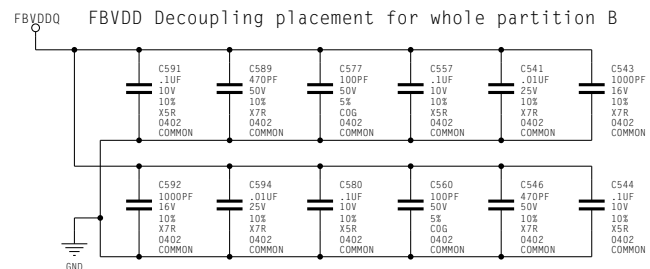 FBVDDQ
FBVDD Decoupling placement for whole partition B
C591
.1UF
10V
10%
X5R
0402
COMMON
C589
470PF
50V
10%
X7R
0402
COMMON
C577
100PF
50V
5%
COG
0402
COMMON
C557
.1UF
10V
10%
X5R
0402
COMMON
C541
.01UF
25V
10%
X7R
0402
COMMON
C543
1000PF
16V
10%
X7R
0402
COMMON
C592
1000PF
16V
10%
X7R
0402
COMMON
C594
.01UF
25V
10%
X7R
0402
COMMON
C580
.1UF
10V
10%
X5R
0402
COMMON
C560
100PF
50V
5%
COG
0402
COMMON
C546
470PF
50V
10%
X7R
0402
COMMON
C544
.1UF
10V
10%
X5R
0402
COMMON
GND